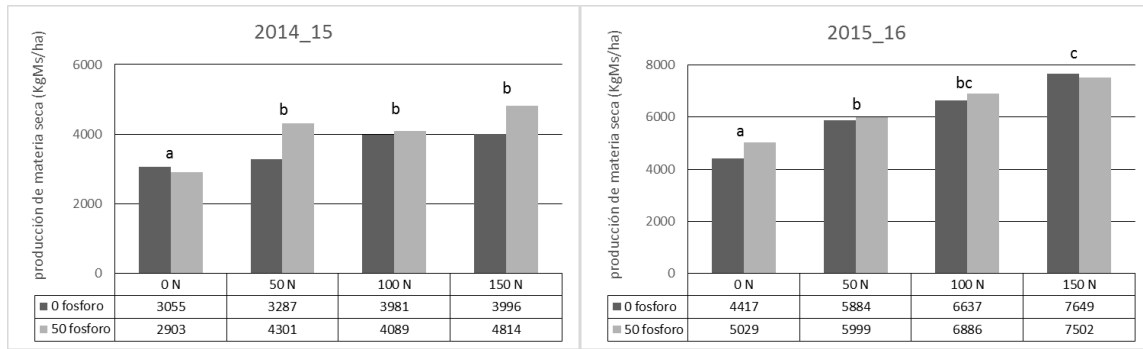 2014_15
producción de materia seca (KgMs/ha)
6000
4000
2000
0
a
b
b
b
0 N 50 N 100 N 150 N
0 fosforo 3055 3287 3981 3996
50 fosforo 2903 4301 4089 4814
2015_16
producción de materia seca (KgMs/ha)
8000
6000
4000
2000
0
a
b
bc
c
0 N 50 N 100 N 150 N
0 fosforo 4417 5884 6637 7649
50 fosforo 5029 5999 6886 7502